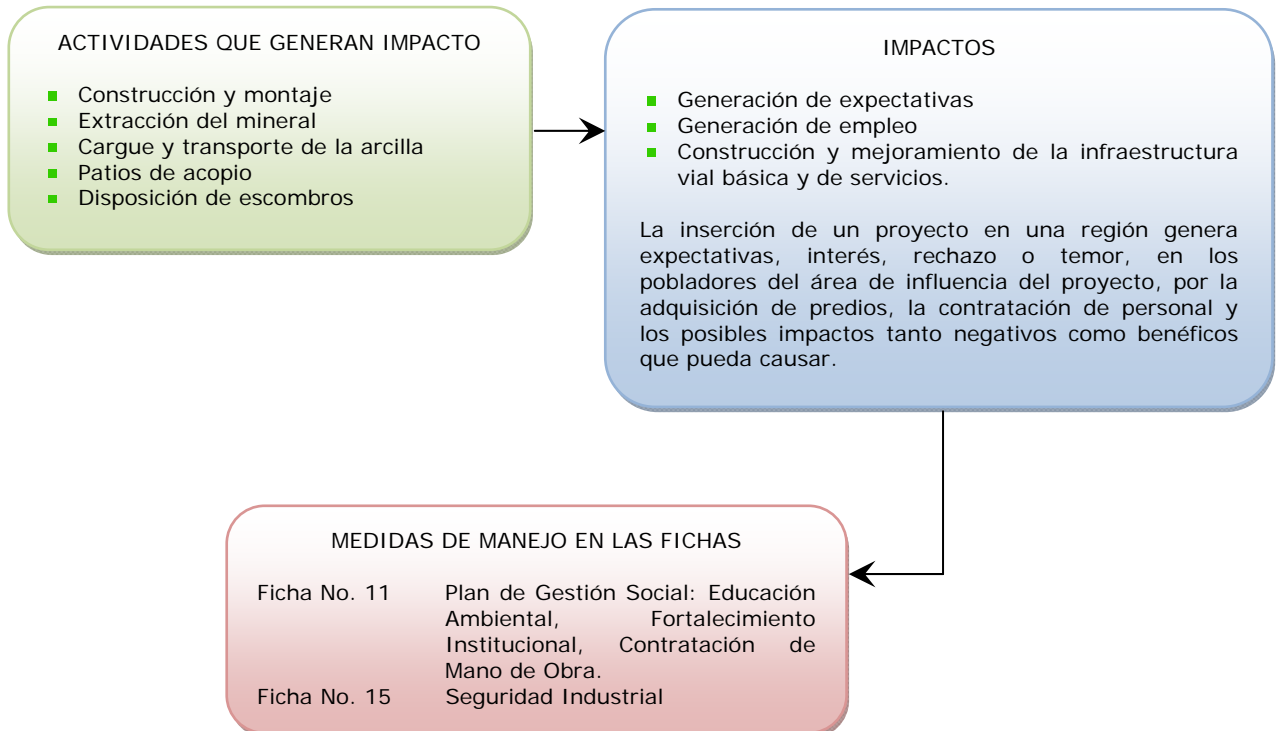 ACTIVIDADES QUE GENERAN IMPACTO
Construcción y montaje
Extracción del mineral
Cargue y transporte de la arcilla
Patios de acopio
Disposición de escombros
IMPACTOS
Generación de expectativas
Generación de empleo
Construcción y mejoramiento de la infraestructura
vial básica y de servicios.
La inserción de un proyecto en una región genera
expectativas, interés, rechazo o temor, en los
pobladores del área de influencia del proyecto, por la
adquisición de predios, la contratación de personal y
los posibles impactos tanto negativos como benéficos
que pueda causar.
MEDIDAS DE MANEJO EN LAS FICHAS
Ficha No. 11 Plan de Gestión Social: Educación
Ambiental, Fortalecimiento
Institucional, Contratación de
Mano de Obra.
Ficha No. 15 Seguridad Industrial